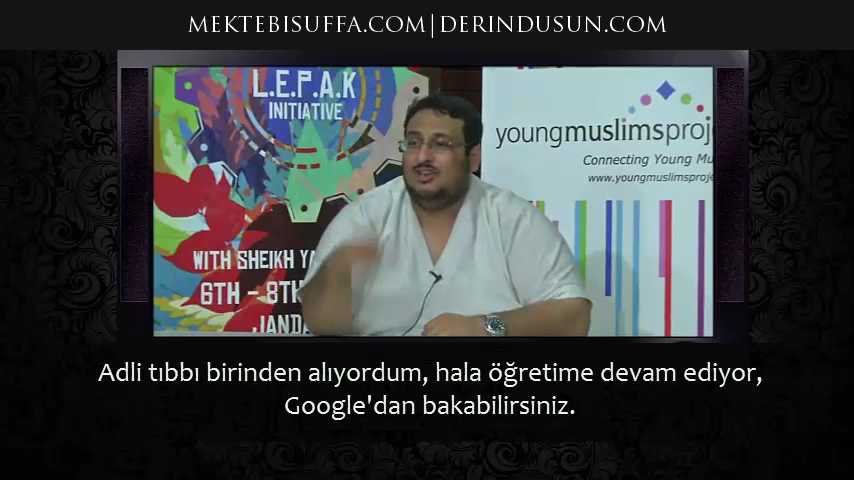 MEKTEBISUFFA.COM|DERINDUSUN.COM
L.E.P.A.K
INITIATIVE
youngmuslimsproj
Connecting Young Mu
www.youngmuslimsproje
WITH SHEIKH YA
6TH - 8TH
JANDA
Adli tıbbı birinden alıyordum, hala öğretime devam ediyor,
Google'dan bakabilirsiniz.